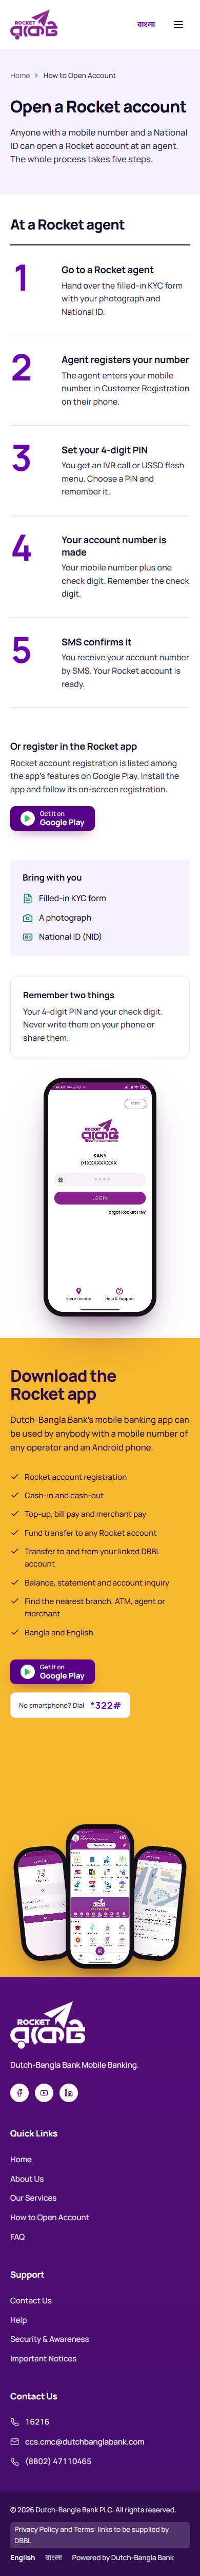 ROCKET
রকেট
বাংলা
Home > How to Open Account
Open a Rocket account
Anyone with a mobile number and a National
ID can open a Rocket account at an agent.
The whole process takes five steps.
At a Rocket agent
1
Go to a Rocket agent
Hand over the filled-in KYC form
with your photograph and
National ID.
2
Agent registers your number
The agent enters your mobile
number in Customer Registration
on their phone.
3
Set your 4-digit PIN
You get an IVR call or USSD flash
menu. Choose a PIN and
remember it.
4
Your account number is
made
Your mobile number plus one
check digit. Remember the check
digit.
5
SMS confirms it
You receive your account number
by SMS. Your Rocket account is
ready.
Or register in the Rocket app
Rocket account registration is listed among
the app's features on Google Play. Install the
app and follow its on-screen registration.
Get it on
Google Play
Bring with you
Filled-in KYC form
A photograph
National ID (NID)
Remember two things
Your 4-digit PIN and your check digit.
Never write them on your phone or
share them.
ROCKET
রকেট
SANY
01XXXXXXXXX
LOGIN
Forgot Rocket PIN?
Help & Support
Download the
Rocket app
Dutch-Bangla Bank's mobile banking app can
be used by anybody with a mobile number of
any operator and an Android phone.
Rocket account registration
Cash-in and cash-out
Top-up, bill pay and merchant pay
Fund transfer to any Rocket account
Transfer to and from your linked DBBL
account
Balance, statement and account inquiry
Find the nearest branch, ATM, agent or
merchant
Bangla and English
Get it on
Google Play
No smartphone? Dial *322#
ROCKET
রকেট
Dutch-Bangla Bank Mobile Banking.
Quick Links
Home
About Us
Our Services
How to Open Account
FAQ
Support
Contact Us
Help
Security & Awareness
Important Notices
Contact Us
16216
ccs.cmc@dutchbanglabank.com
(8802) 47110465
© 2026 Dutch-Bangla Bank PLC. All rights reserved.
Privacy Policy and Terms: links to be supplied by
DBBL
English বাংলা Powered by Dutch-Bangla Bank